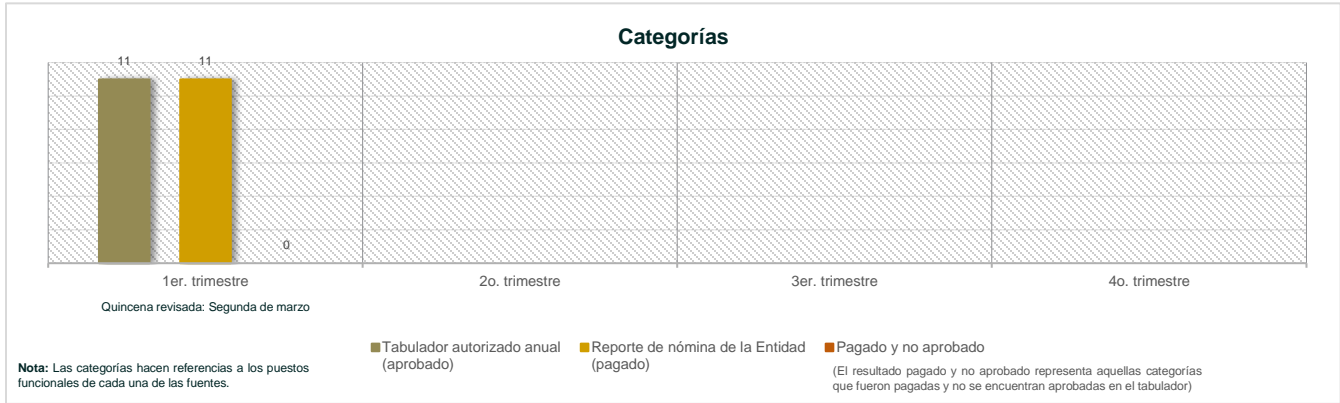 Categorías
11
11
0
1er. trimestre
2o. trimestre
3er. trimestre
4o. trimestre
Quincena revisada: Segunda de marzo
Tabulador autorizado anual
(aprobado)
Reporte de nómina de la Entidad
(pagado)
Pagado y no aprobado
(El resultado pagado y no aprobado representa aquellas categorías
que fueron pagadas y no se encuentran aprobadas en el tabulador)
Nota: Las categorías hacen referencias a los puestos
funcionales de cada una de las fuentes.